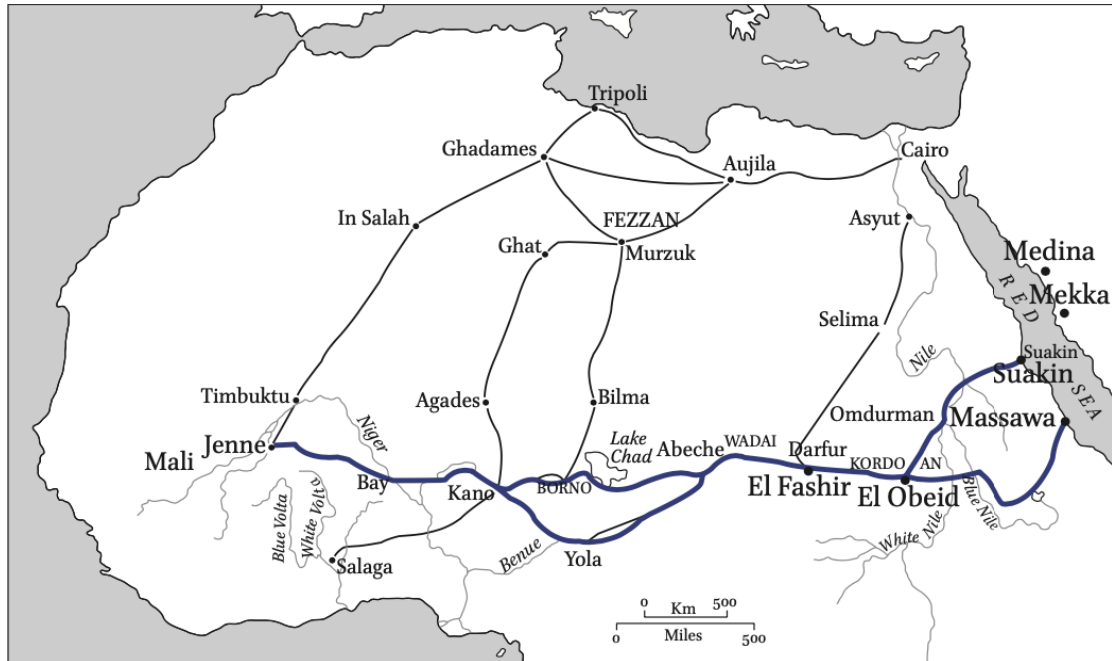 Tripoli
Ghadames
Aujila
Cairo
In Salah
FEZZAN
Asyut
Ghat
Murzuk
Medina
Mekka
RED SEA
Selima
Nile
Suakin
Suakin
Timbuktu
Agades
Bilma
Omdurman
Massawa
Niger
Jenne
Lake
Chad
Abeche
WADAI
Darfur
Mali
KORDO
AN
Bay
Kano
BORNO
El Fashir
El Obeid
Blue Nile
Blue Volta
White Volta
White Nile
Benue
Yola
Salaga
0 500
Km
Miles
0 500